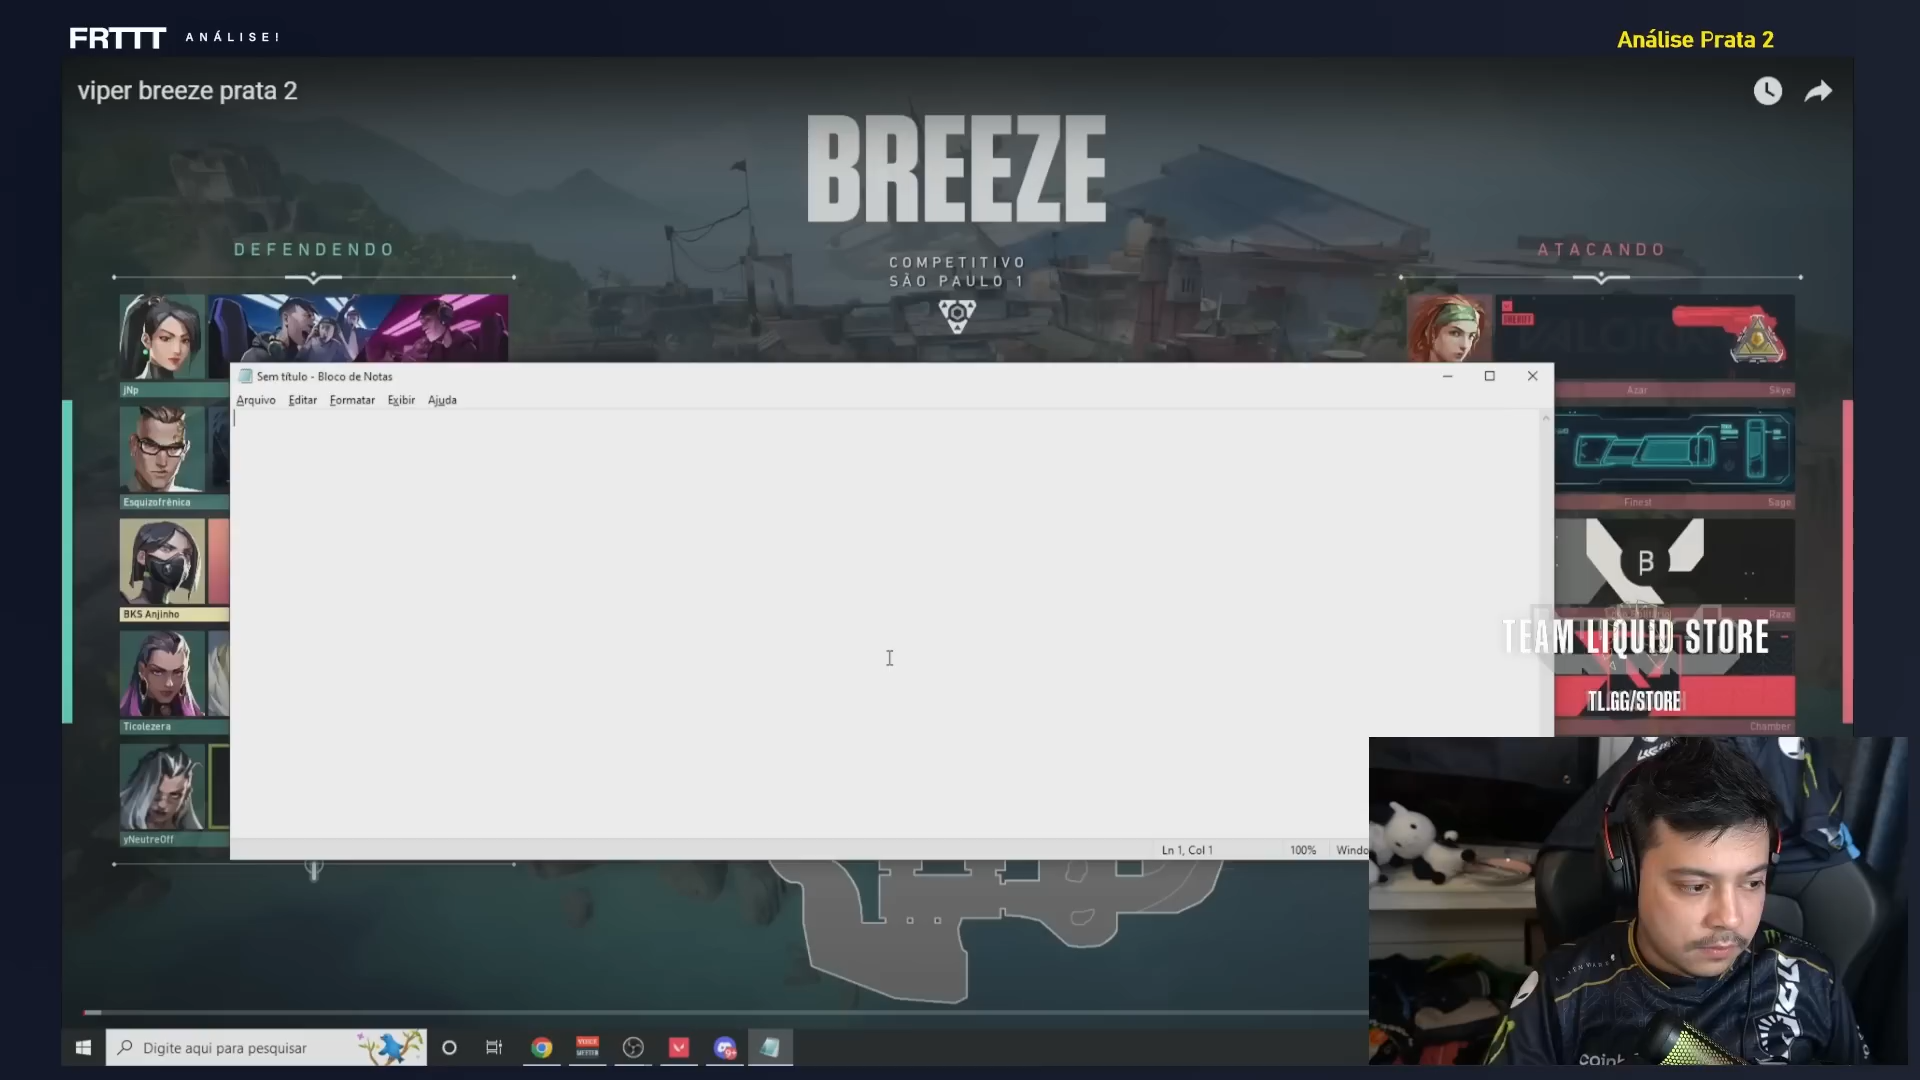 FRTTT ANÁLISE!
Análise Prata 2
viper breeze prata 2
BREEZE
COMPETITIVO
SÃO PAULO 1
DEFENDENDO
ATACANDO
jNp
Esquizofrênica
BKS Anjinho
Ticolezera
yNeutreOff
SHERIFF
Azar Skye
Finest Sage
Raze
Chamber
Sem título - Bloco de Notas
Arquivo Editar Formatar Exibir Ajuda
Ln 1, Col 1 100% Windo
TEAM LIQUID STORE
TL.GG/STORE
Digite aqui para pesquisar